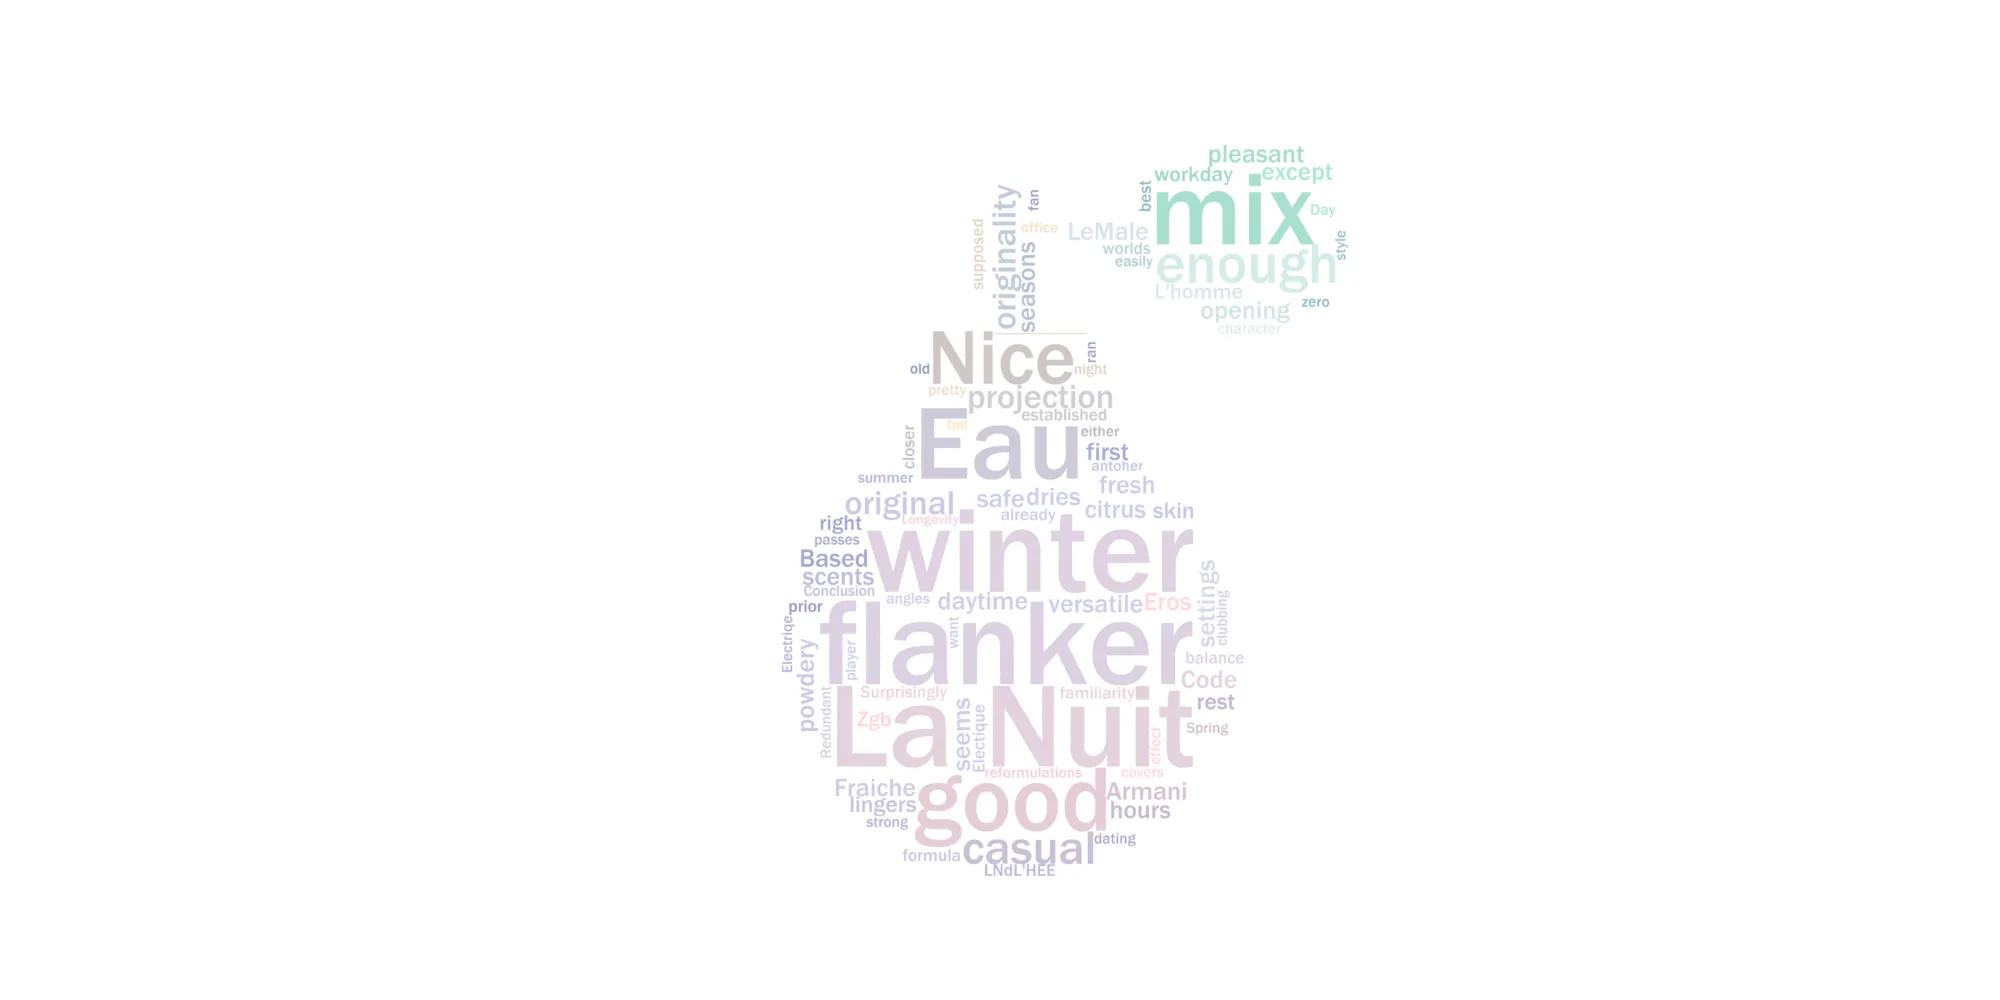 pleasant
workday
except
best
mix
Day
LeMale
worlds
easily
enough
style
L'homme
zero
opening
character
originality
fan
supposed
office
seasons
Nice
ran
old
night
pretty
projection
established
Eau
fall
either
closer
first
antoher
summer
fresh
original
safe
dries
already
citrus
skin
right
Longevity
passes
winter
Based
scents
Conclusion
angles
daytime
versatile
Eros
settings
clubbing
prior
flanker
want
Electriqe
player
powdery
balance
Code
Surprisingly
familiarity
rest
Redundant
Zgb
La Nuit
seems
Electique
Spring
effect
reformulations
covers
Fraiche
good
Armani
lingers
hours
strong
dating
casual
formula
LNdL'HEE